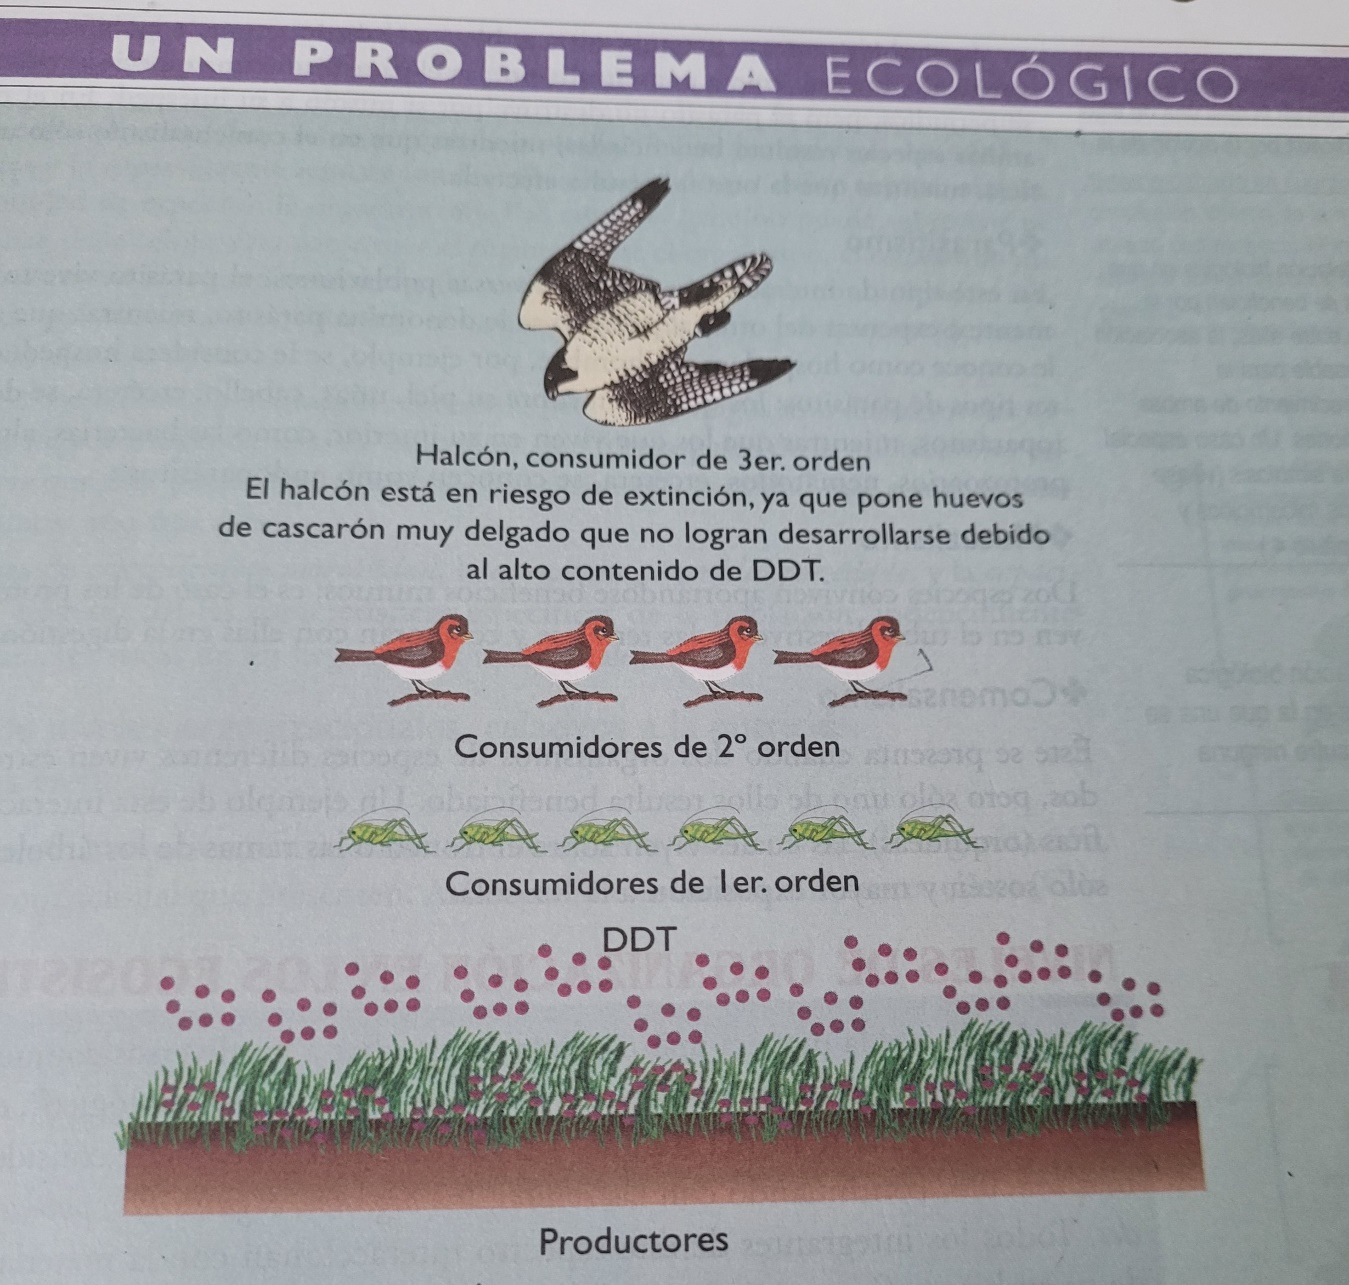 UN PROBLEMA ECOLÓGICO
Halcón, consumidor de 3er. orden
El halcón está en riesgo de extinción, ya que pone huevos
de cascarón muy delgado que no logran desarrollarse debido
al alto contenido de DDT.
Consumidores de 2º orden
Consumidores de 1er. orden
DDT
Productores